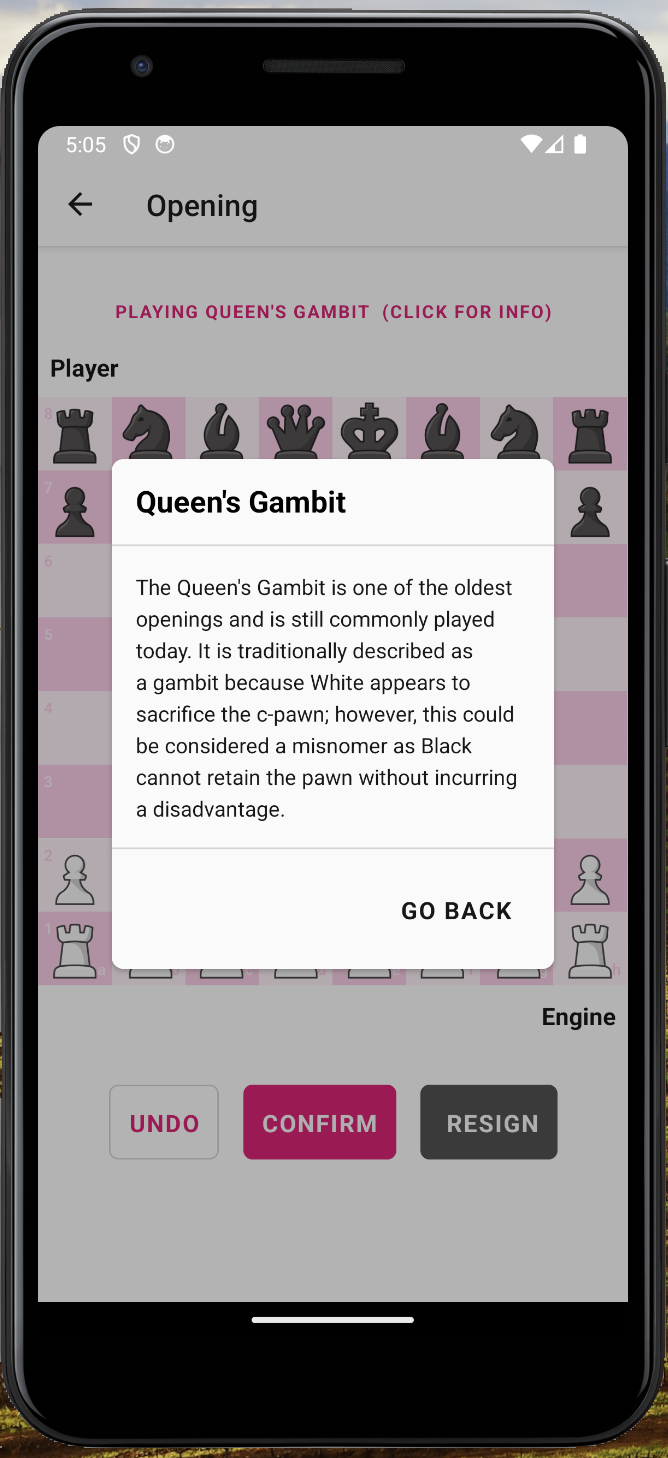 5:05
Opening
PLAYING QUEEN'S GAMBIT (CLICK FOR INFO)
Player
8
7
Queen's Gambit
6
The Queen's Gambit is one of the oldest
openings and is still commonly played
5
today. It is traditionally described as
a gambit because White appears to
4
sacrifice the c-pawn; however, this could
be considered a misnomer as Black
3
cannot retain the pawn without incurring
a disadvantage.
2
GO BACK
1
a h
Engine
UNDO CONFIRM RESIGN